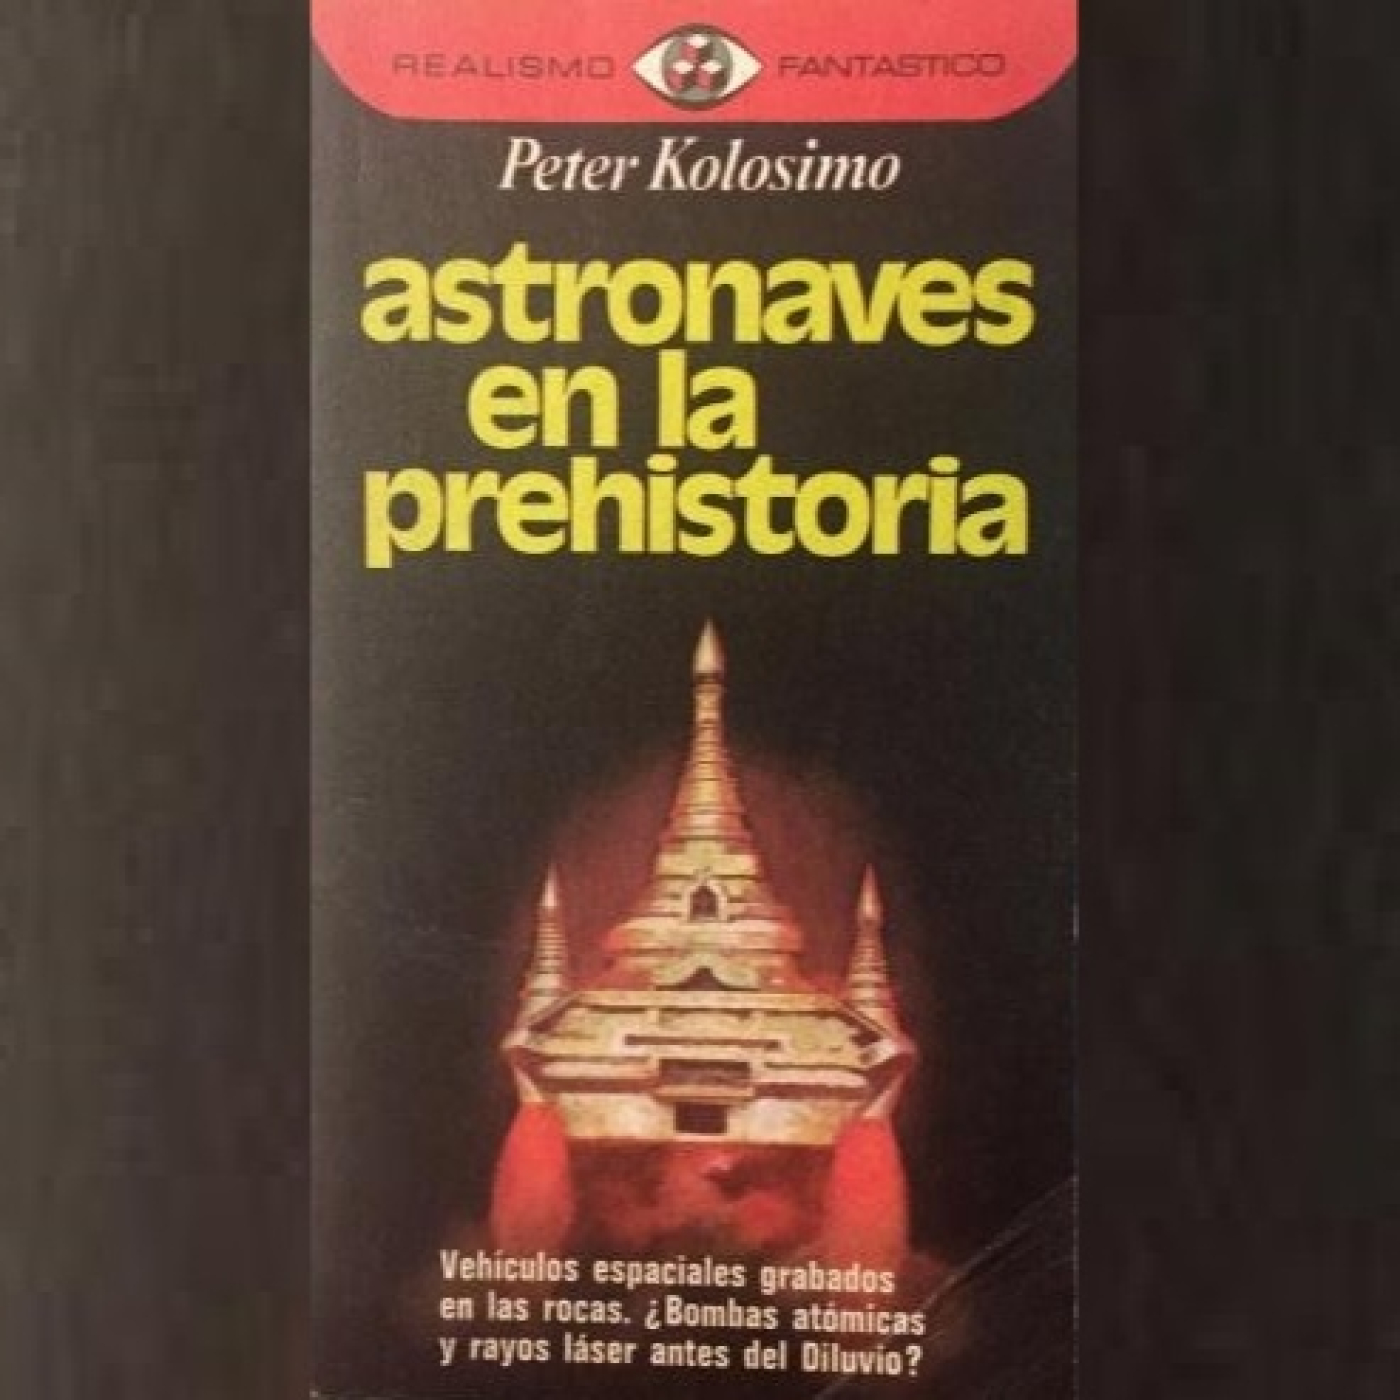 REALISMO FANTASTICO
Peter Kolosimo
astronaves
en la
prehistoria
Vehículos espaciales grabados
en las rocas. ¿Bombas atómicas
y rayos láser antes del Diluvio?